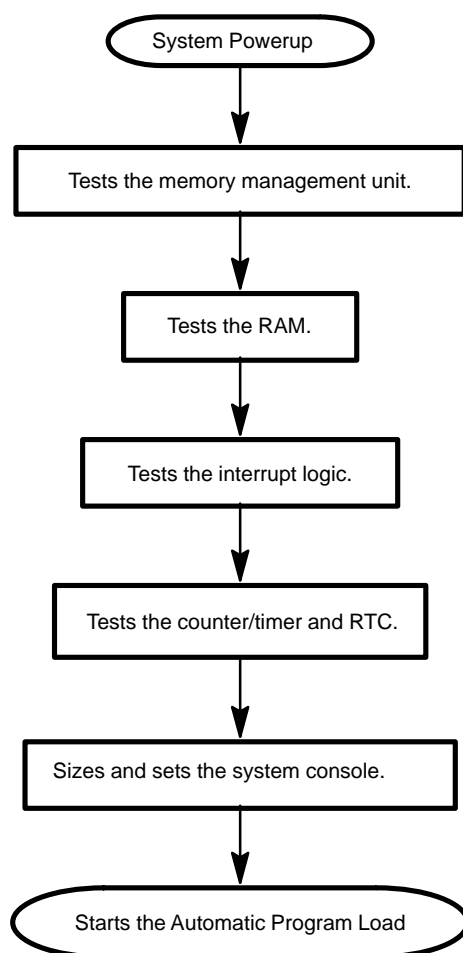 System Powerup
Tests the memory management unit.
Tests the RAM.
Tests the interrupt logic.
Tests the counter/timer and RTC.
Sizes and sets the system console.
Starts the Automatic Program Load